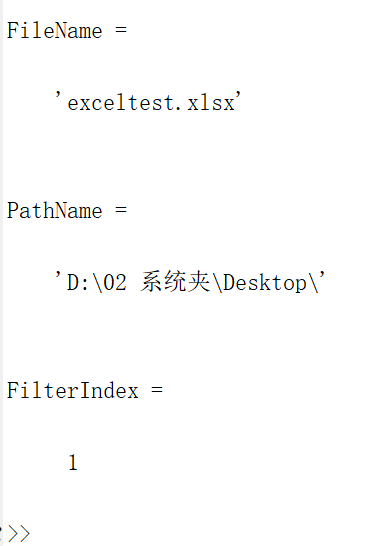 FileName =
'exceltest.xlsx'
PathName =
'D:\02 系统夹\Desktop\'
FilterIndex =
1
>>